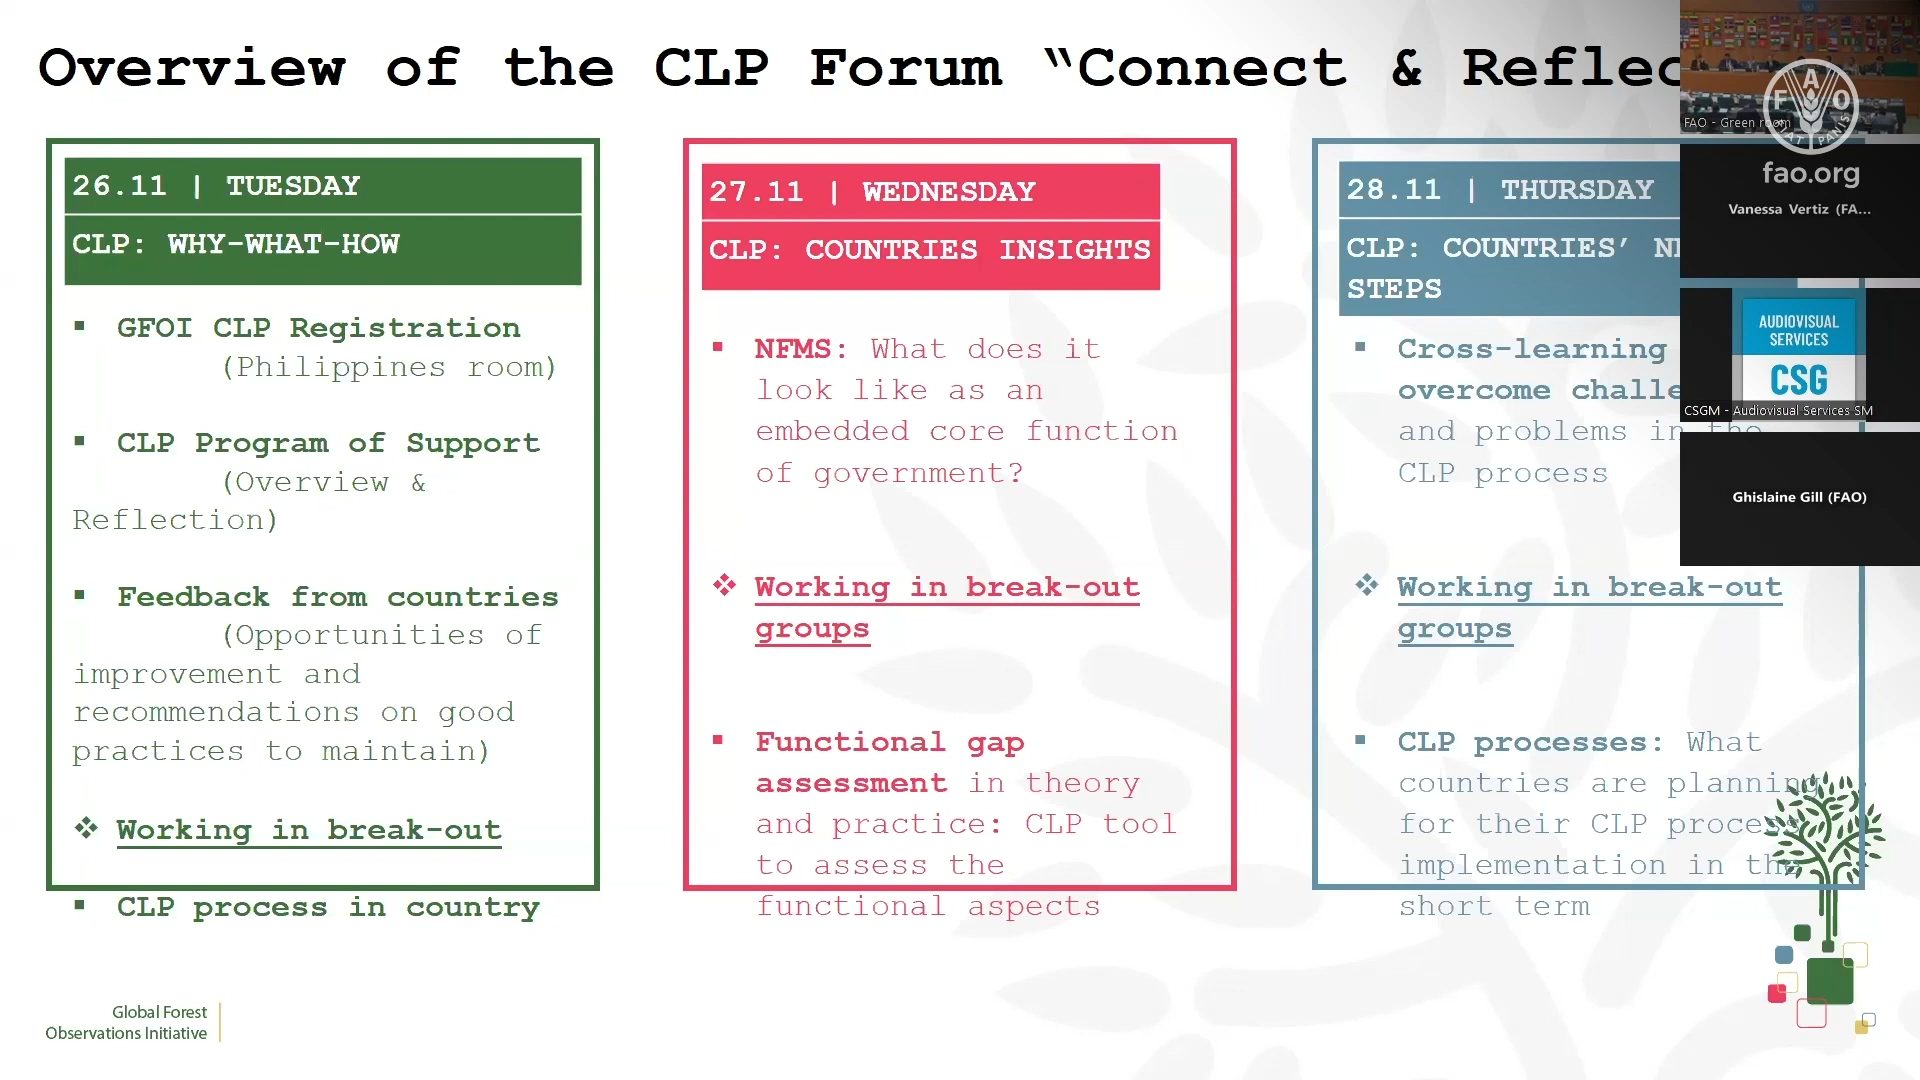 Overview of the CLP Forum “Connect & Reflec
26.11 | TUESDAY
CLP: WHY-WHAT-HOW
▪ GFOI CLP Registration
(Philippines room)
▪ CLP Program of Support
(Overview &
Reflection)
▪ Feedback from countries
(Opportunities of
improvement and
recommendations on good
practices to maintain)
❖ Working in break-out
▪ CLP process in country
27.11 | WEDNESDAY
CLP: COUNTRIES INSIGHTS
▪ NFMS: What does it
look like as an
embedded core function
of government?
❖ Working in break-out
groups
▪ Functional gap
assessment in theory
and practice: CLP tool
to assess the
functional aspects
28.11 | THURSDAY
CLP: COUNTRIES’
STEPS
▪ Cross-learning
overcome challe
and problems in the
CLP process
❖ Working in break-out
groups
▪ CLP processes: What
countries are planning
for their CLP process
implementation in the
short term
FAO - Green room
FAO
FIAT PANIS
fao.org
Vanessa Vertiz (FA...
AUDIOVISUAL
SERVICES
CSG
CSGM - Audiovisual Services SM
Ghislaine Gill (FAO)
Global Forest
Observations Initiative